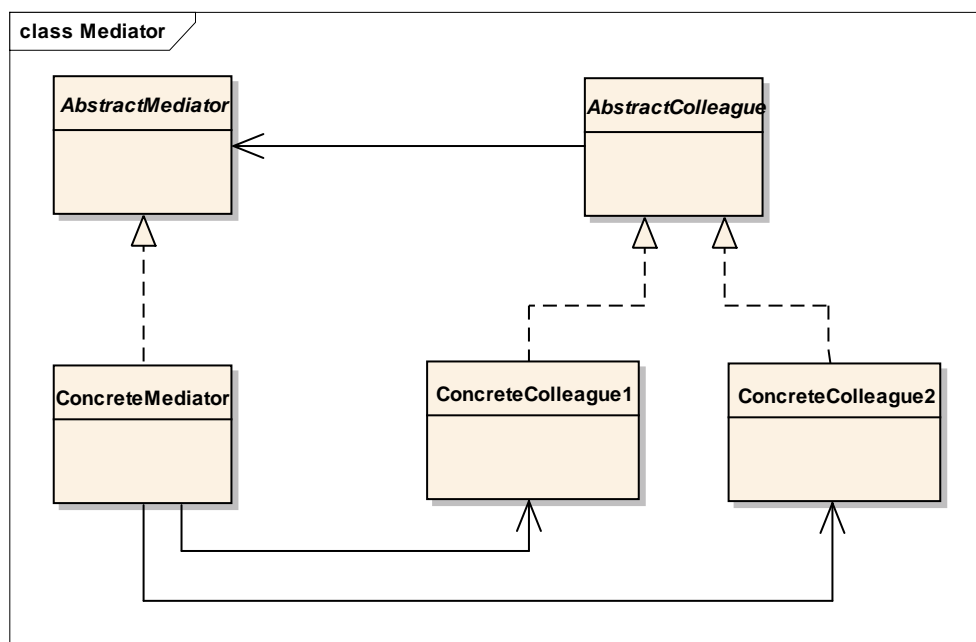 class Mediator
AbstractMediator
AbstractColleague
ConcreteMediator
ConcreteColleague1
ConcreteColleague2